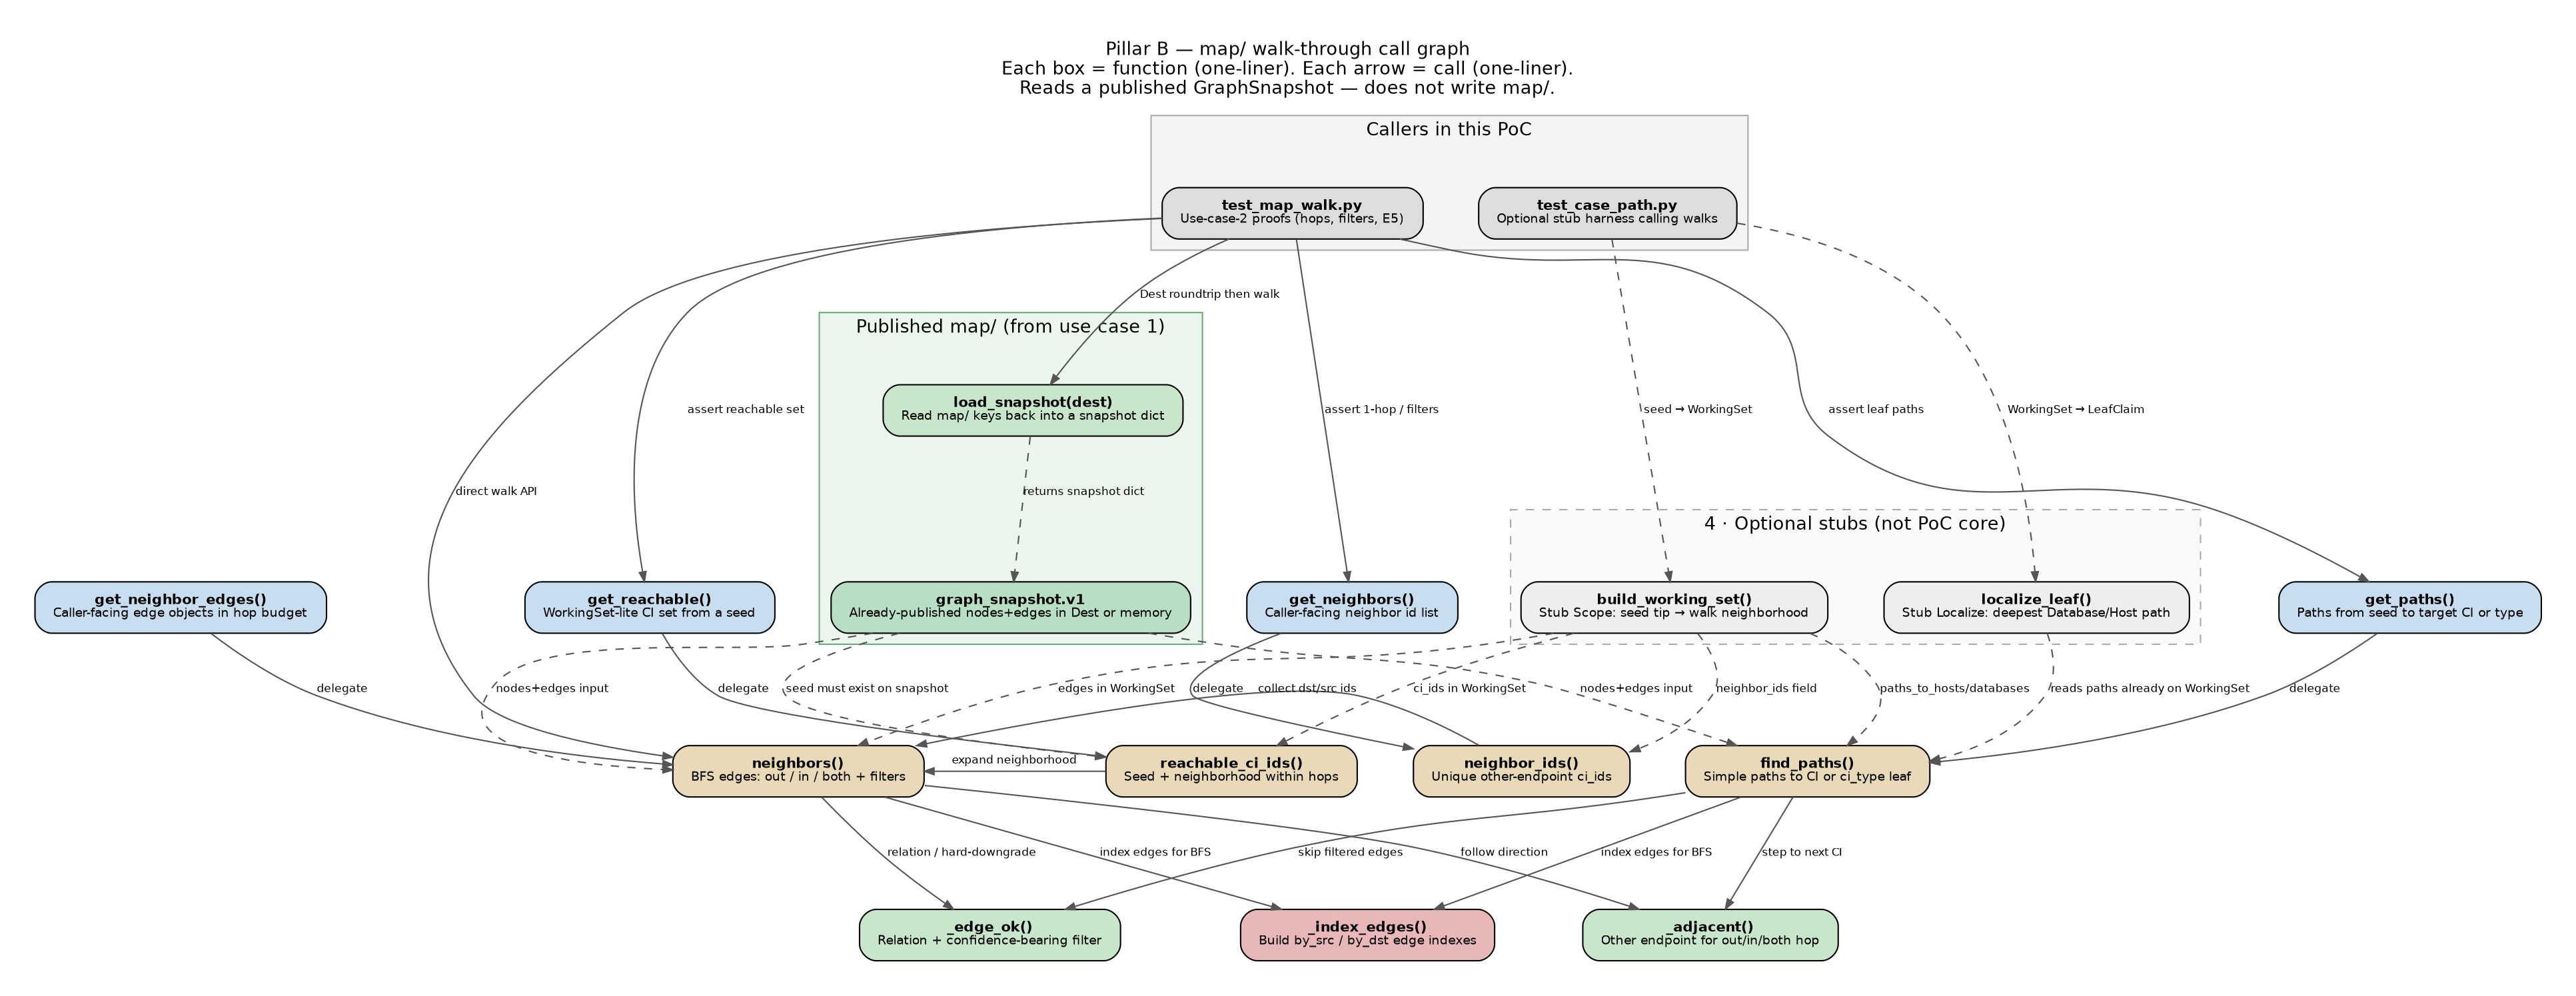 Pillar B — map/ walk-through call graph
Each box = function (one-liner). Each arrow = call (one-liner).
Reads a published GraphSnapshot — does not write map/.
Callers in this PoC
test_map_walk.py
Use-case-2 proofs (hops, filters, E5)
test_case_path.py
Optional stub harness calling walks
Dest roundtrip then walk
Published map/ (from use case 1)
load_snapshot(dest)
Read map/ keys back into a snapshot dict
assert reachable set
assert 1-hop / filters
seed → WorkingSet
assert leaf paths
WorkingSet → LeafClaim
direct walk API
returns snapshot dict
4 · Optional stubs (not PoC core)
get_neighbor_edges()
Caller-facing edge objects in hop budget
get_reachable()
WorkingSet-lite CI set from a seed
graph_snapshot.v1
Already-published nodes+edges in Dest or memory
get_neighbors()
Caller-facing neighbor id list
build_working_set()
Stub Scope: seed tip → walk neighborhood
localize_leaf()
Stub Localize: deepest Database/Host path
get_paths()
Paths from seed to target CI or type
delegate
nodes+edges input
delegate
seed must exist on snapshot
edges in WorkingSet
delegate
collect dst/src ids
ci_ids in WorkingSet
nodes+edges input
neighbor_ids field
paths_to_hosts/databases
reads paths already on WorkingSet
delegate
neighbors()
BFS edges: out / in / both + filters
expand neighborhood
reachable_ci_ids()
Seed + neighborhood within hops
neighbor_ids()
Unique other-endpoint ci_ids
find_paths()
Simple paths to CI or ci_type leaf
relation / hard-downgrade
index edges for BFS
skip filtered edges
follow direction
index edges for BFS
step to next CI
_edge_ok()
Relation + confidence-bearing filter
_index_edges()
Build by_src / by_dst edge indexes
_adjacent()
Other endpoint for out/in/both hop